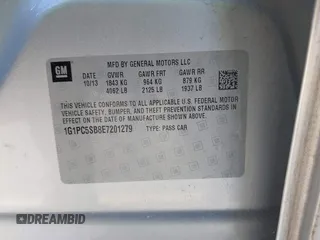 GM
MFD BY GENERAL MOTORS LLC
10/13 GVWR GAWR FRT GAWR RR
1843 KG 964 KG 879 KG
4062 LB 2125 LB 1937 LB
THIS VEHICLE CONFORMS TO ALL APPLICABLE U.S. FEDERAL MOTOR
VEHICLE SAFETY, BUMPER, AND THEFT PREVENTION STANDARDS
IN EFFECT ON THE DATE OF MANUFACTURE SHOWN ABOVE.
1G1PC5SB8E7201279 TYPE: PASS CAR
DREAMBID